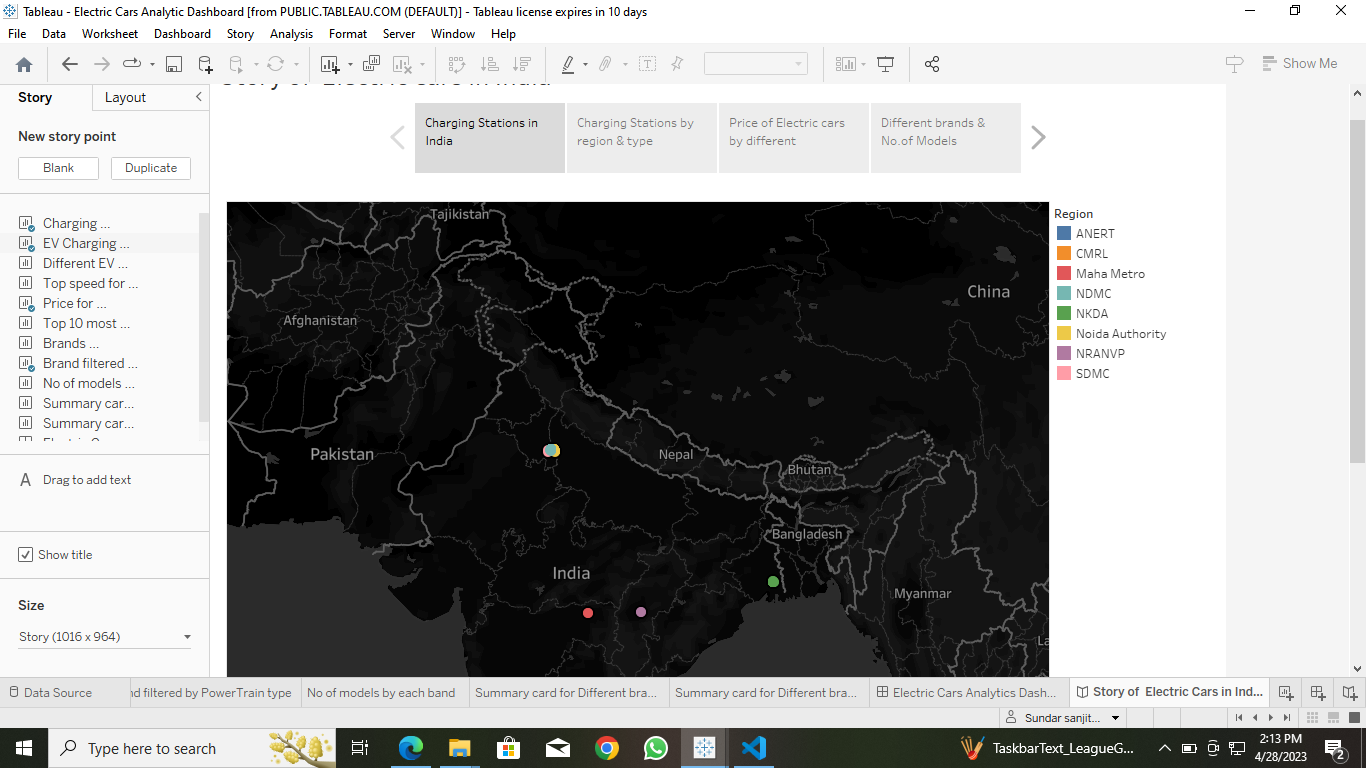 Tableau - Electric Cars Analytic Dashboard [from PUBLIC.TABLEAU.COM (DEFAULT)] - Tableau license expires in 10 days
File Data Worksheet Dashboard Story Analysis Format Server Window Help
Show Me
Story Layout
Story of Electric cars in India
New story point
Blank Duplicate
Charging Stations in
India
Charging Stations by
region & type
Price of Electric cars
by different
Different brands &
No.of Models
Charging ...
EV Charging ...
Different EV ...
Top speed for ...
Price for ...
Top 10 most ...
Brands ...
Brand filtered ...
No of models ...
Summary car...
Summary car...
A Drag to add text
Show title
Size
Story (1016 x 964)
Tajikistan
China
Afghanistan
Pakistan
Nepal
Bhutan
Bangladesh
India
Myanmar
La
Region
ANERT
CMRL
Maha Metro
NDMC
NKDA
Noida Authority
NRANVP
SDMC
Data Source nd filtered by PowerTrain type No of models by each band Summary card for Different bra... Summary card for Different bra... Electric Cars Analytics Dash... Story of Electric Cars in Ind...
Sundar sanjit...
Type here to search
TaskbarText_LeagueG...
2:13 PM
4/28/2023
2